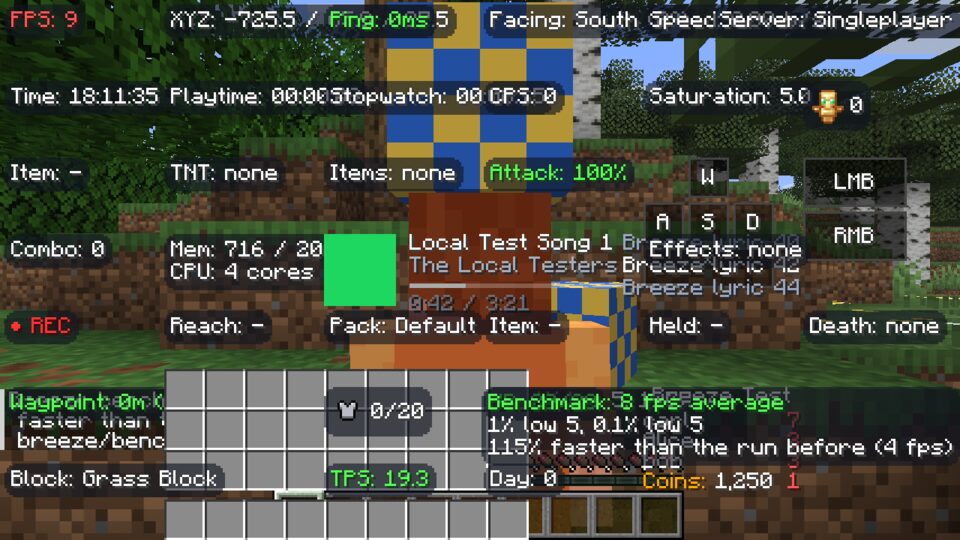 FPS: 9
XYZ: -725.5 /
Ping: 0ms
5
Facing: South
Speed
Server: Singleplayer
Time: 18:11:35
Playtime: 00:00
Stopwatch: 00:
CPS: 0
Saturation: 5.0
0
Item: -
TNT: none
Items: none
Attack: 100%
W
LMB
A
S
D
RMB
Combo: 0
Mem: 716 / 20
CPU: 4 cores
Local Test Song 1
The Local Testers
0:42 / 3:21
Effects: none
Breeze lyric 42
Breeze lyric 44
● REC
Reach: -
Pack: Default
Item: -
Held: -
Death: none
Waypoint: 0m
faster than
breeze/benc
0/20
Benchmark: 8 fps average
1% low 5, 0.1% low 5
115% faster than the run before (4 fps)
Block: Grass Block
TPS: 19.3
Day: 0
Coins: 1,250
1